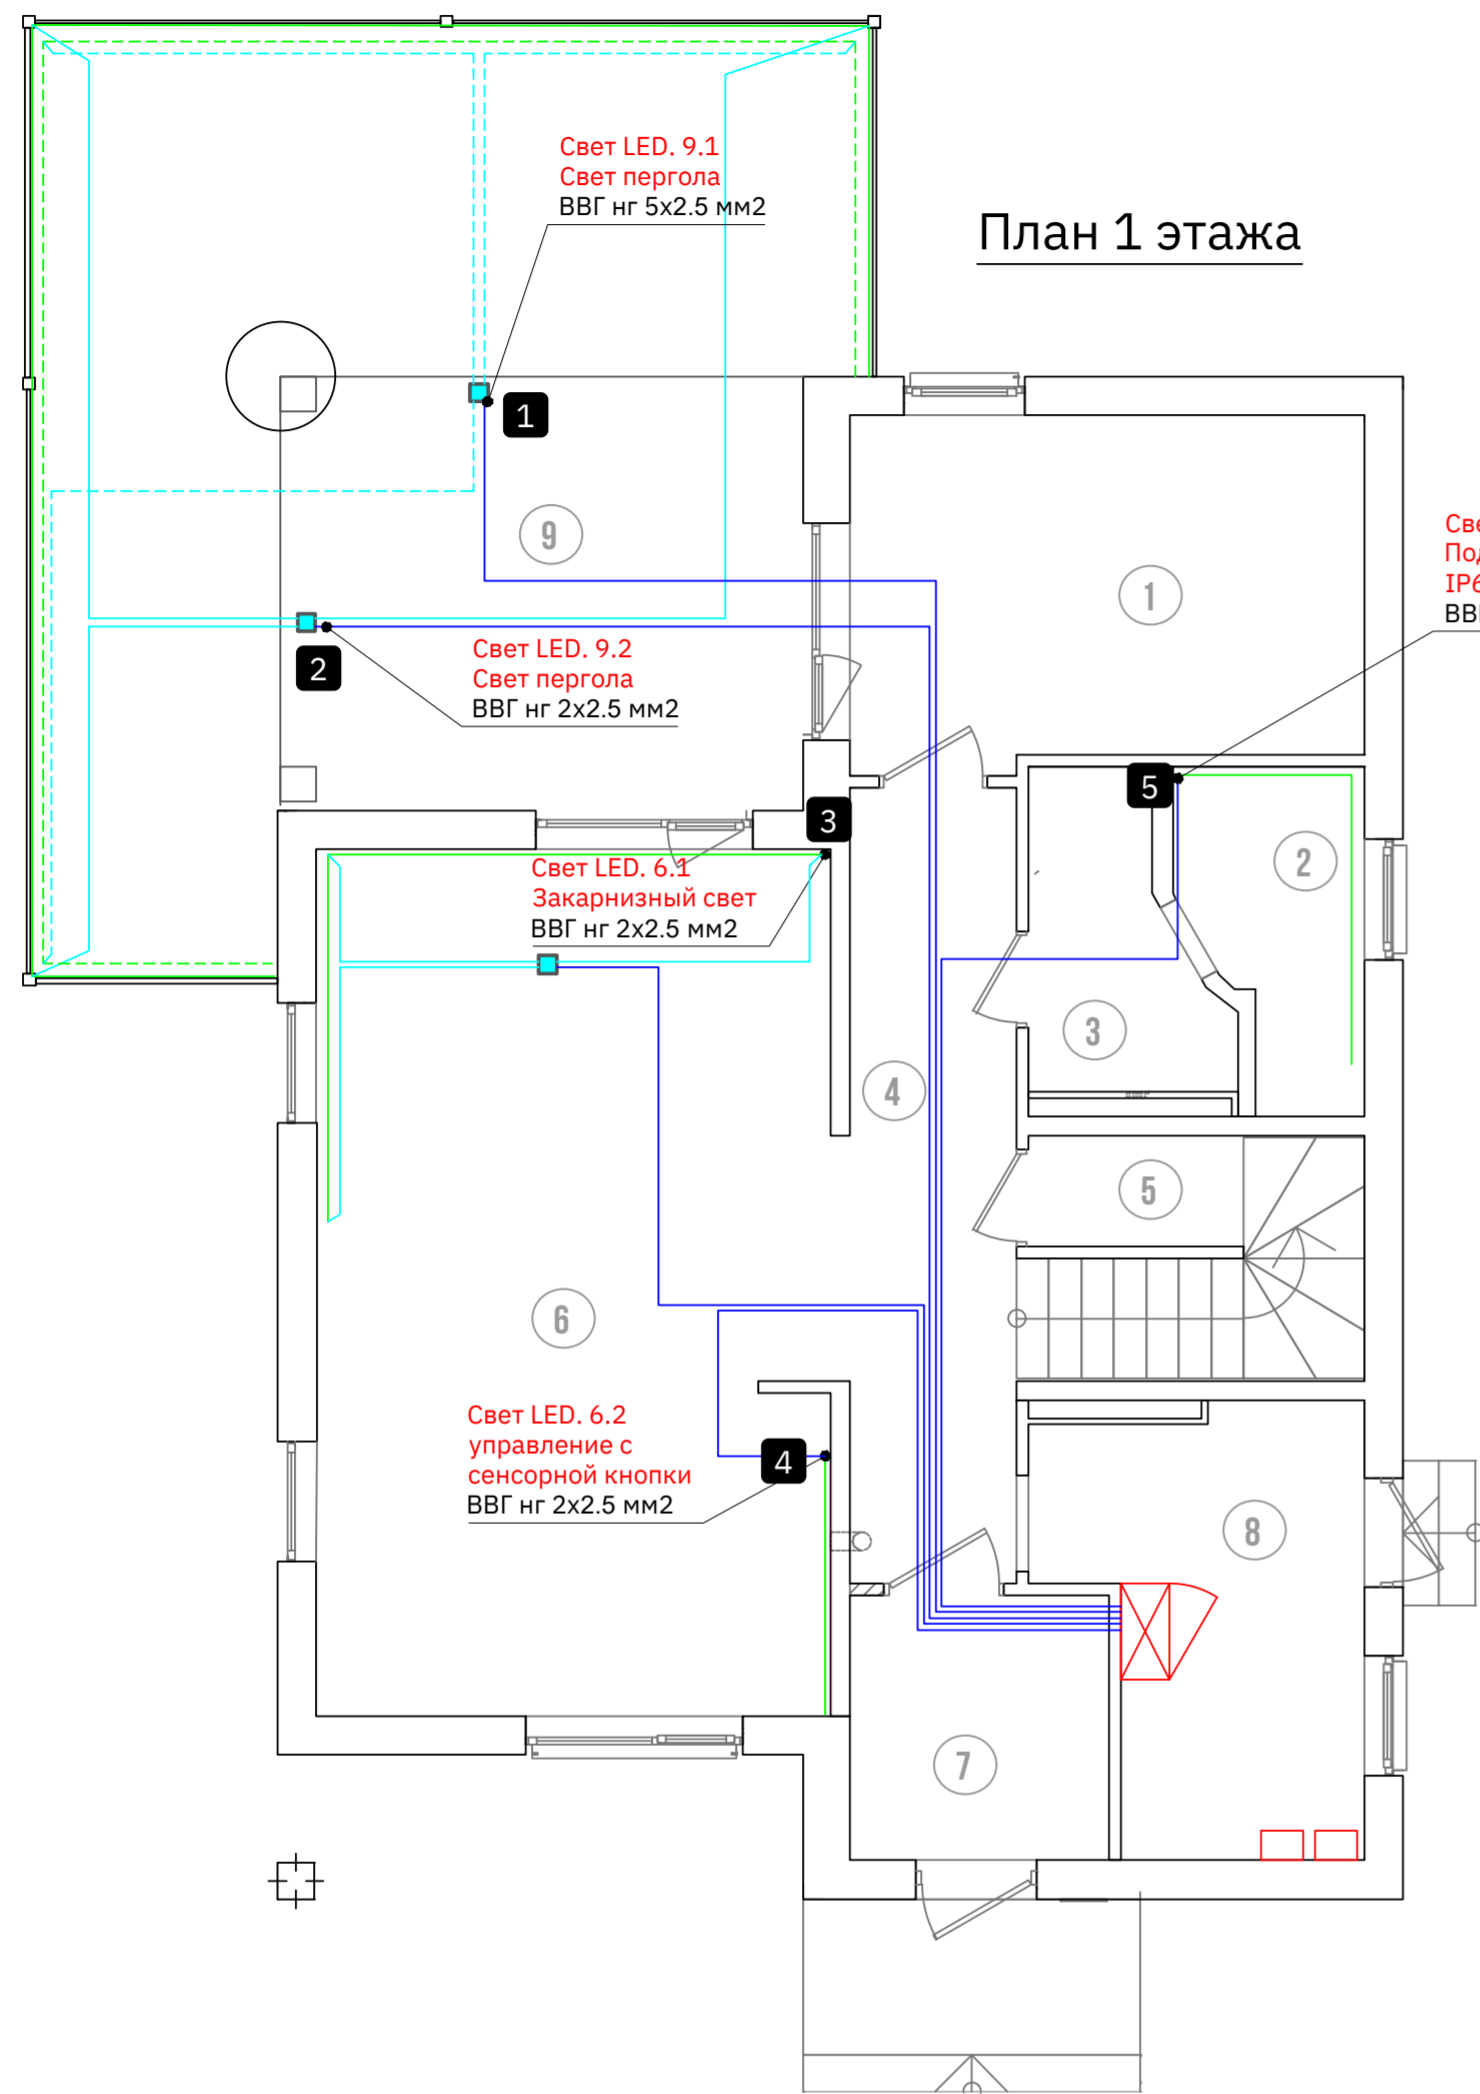 Свет LED. 9.1
Свет пергола
ВВГ нг 5х2.5 мм2
План 1 этажа
1
9
1
2
Свет LED. 9.2
Свет пергола
ВВГ нг 2х2.5 мм2
5
3
2
Свет LED. 6.1
Закарнизный свет
ВВГ нг 2х2.5 мм2
3
4
5
6
Свет LED. 6.2
управление с
сенсорной кнопки
ВВГ нг 2х2.5 мм2
4
8
7